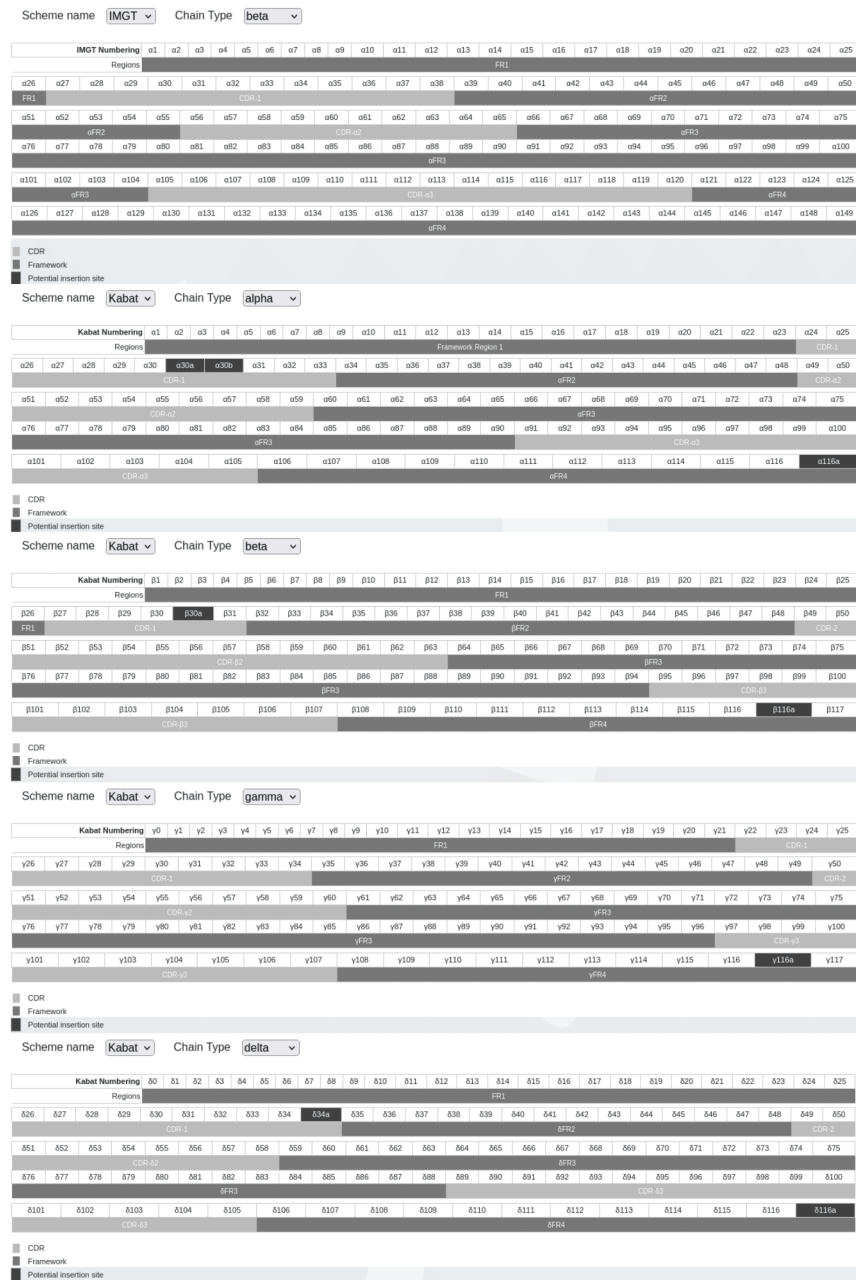 Scheme name IMGT Chain Type beta
IMGT Numbering α1 α2 α3 α4 α5 α6 α7 α8 α9 α10 α11 α12 α13 α14 α15 α16 α17 α18 α19 α20 α21 α22 α23 α24 α25
Regions FR1
α26 α27 α28 α29 α30 α31 α32 α33 α34 α35 α36 α37 α38 α39 α40 α41 α42 α43 α44 α45 α46 α47 α48 α49 α50
FR1 CDR-1 αFR2
α51 α52 α53 α54 α55 α56 α57 α58 α59 α60 α61 α62 α63 α64 α65 α66 α67 α68 α69 α70 α71 α72 α73 α74 α75
αFR2 CDR-α2 αFR3
α76 α77 α78 α79 α80 α81 α82 α83 α84 α85 α86 α87 α88 α89 α90 α91 α92 α93 α94 α95 α96 α97 α98 α99 α100
αFR3
α101 α102 α103 α104 α105 α106 α107 α108 α109 α110 α111 α112 α113 α114 α115 α116 α117 α118 α119 α120 α121 α122 α123 α124 α125
αFR3 CDR-α3 αFR4
α126 α127 α128 α129 α130 α131 α132 α133 α134 α135 α136 α137 α138 α139 α140 α141 α142 α143 α144 α145 α146 α147 α148 α149
αFR4
CDR
Framework
Potential insertion site
Scheme name Kabat Chain Type alpha
Kabat Numbering α1 α2 α3 α4 α5 α6 α7 α8 α9 α10 α11 α12 α13 α14 α15 α16 α17 α18 α19 α20 α21 α22 α23 α24 α25
Regions Framework Region 1 CDR-1
α26 α27 α28 α29 α30 α30a α30b α31 α32 α33 α34 α35 α36 α37 α38 α39 α40 α41 α42 α43 α44 α45 α46 α47 α48 α49 α50
CDR-1 αFR2 CDR-α2
α51 α52 α53 α54 α55 α56 α57 α58 α59 α60 α61 α62 α63 α64 α65 α66 α67 α68 α69 α70 α71 α72 α73 α74 α75
CDR-α2 αFR3
α76 α77 α78 α79 α80 α81 α82 α83 α84 α85 α86 α87 α88 α89 α90 α91 α92 α93 α94 α95 α96 α97 α98 α99 α100
αFR3 CDR-α3
α101 α102 α103 α104 α105 α106 α107 α108 α109 α110 α111 α112 α113 α114 α115 α116 α116a
CDR-α3 αFR4
CDR
Framework
Potential insertion site
Scheme name Kabat Chain Type beta
Kabat Numbering β1 β2 β3 β4 β5 β6 β7 β8 β9 β10 β11 β12 β13 β14 β15 β16 β17 β18 β19 β20 β21 β22 β23 β24 β25
Regions FR1
β26 β27 β28 β29 β30 β30a β31 β32 β33 β34 β35 β36 β37 β38 β39 β40 β41 β42 β43 β44 β45 β46 β47 β48 β49 β50
FR1 CDR-1 βFR2 CDR-2
β51 β52 β53 β54 β55 β56 β57 β58 β59 β60 β61 β62 β63 β64 β65 β66 β67 β68 β69 β70 β71 β72 β73 β74 β75
CDR-β2 βFR3
β76 β77 β78 β79 β80 β81 β82 β83 β84 β85 β86 β87 β88 β89 β90 β91 β92 β93 β94 β95 β96 β97 β98 β99 β100
βFR3 CDR-β3
β101 β102 β103 β104 β105 β106 β107 β108 β109 β110 β111 β112 β113 β114 β115 β116 β116a β117
CDR-β3 βFR4
CDR
Framework
Potential insertion site
Scheme name Kabat Chain Type gamma
Kabat Numbering γ0 γ1 γ2 γ3 γ4 γ5 γ6 γ7 γ8 γ9 γ10 γ11 γ12 γ13 γ14 γ15 γ16 γ17 γ18 γ19 γ20 γ21 γ22 γ23 γ24 γ25
Regions FR1 CDR-1
γ26 γ27 γ28 γ29 γ30 γ31 γ32 γ33 γ34 γ35 γ36 γ37 γ38 γ39 γ40 γ41 γ42 γ43 γ44 γ45 γ46 γ47 γ48 γ49 γ50
CDR-1 γFR2 CDR-2
γ51 γ52 γ53 γ54 γ55 γ56 γ57 γ58 γ59 γ60 γ61 γ62 γ63 γ64 γ65 γ66 γ67 γ68 γ69 γ70 γ71 γ72 γ73 γ74 γ75
CDR-γ2 γFR3
γ76 γ77 γ78 γ79 γ80 γ81 γ82 γ83 γ84 γ85 γ86 γ87 γ88 γ89 γ90 γ91 γ92 γ93 γ94 γ95 γ96 γ97 γ98 γ99 γ100
γFR3 CDR-γ3
γ101 γ102 γ103 γ104 γ105 γ106 γ107 γ108 γ109 γ110 γ111 γ112 γ113 γ114 γ115 γ116 γ116a γ117
CDR-γ3 γFR4
CDR
Framework
Potential insertion site
Scheme name Kabat Chain Type delta
Kabat Numbering δ0 δ1 δ2 δ3 δ4 δ5 δ6 δ7 δ8 δ9 δ10 δ11 δ12 δ13 δ14 δ15 δ16 δ17 δ18 δ19 δ20 δ21 δ22 δ23 δ24 δ25
Regions FR1
δ26 δ27 δ28 δ29 δ30 δ31 δ32 δ33 δ34 δ34a δ35 δ36 δ37 δ38 δ39 δ40 δ41 δ42 δ43 δ44 δ45 δ46 δ47 δ48 δ49 δ50
CDR-1 δFR2 CDR-2
δ51 δ52 δ53 δ54 δ55 δ56 δ57 δ58 δ59 δ60 δ61 δ62 δ63 δ64 δ65 δ66 δ67 δ68 δ69 δ70 δ71 δ72 δ73 δ74 δ75
CDR-δ2 δFR3
δ76 δ77 δ78 δ79 δ80 δ81 δ82 δ83 δ84 δ85 δ86 δ87 δ88 δ89 δ90 δ91 δ92 δ93 δ94 δ95 δ96 δ97 δ98 δ99 δ100
δFR3 CDR-δ3
δ101 δ102 δ103 δ104 δ105 δ106 δ107 δ108 δ109 δ110 δ111 δ112 δ113 δ114 δ115 δ116 δ116a
CDR-δ3 δFR4
CDR
Framework
Potential insertion site